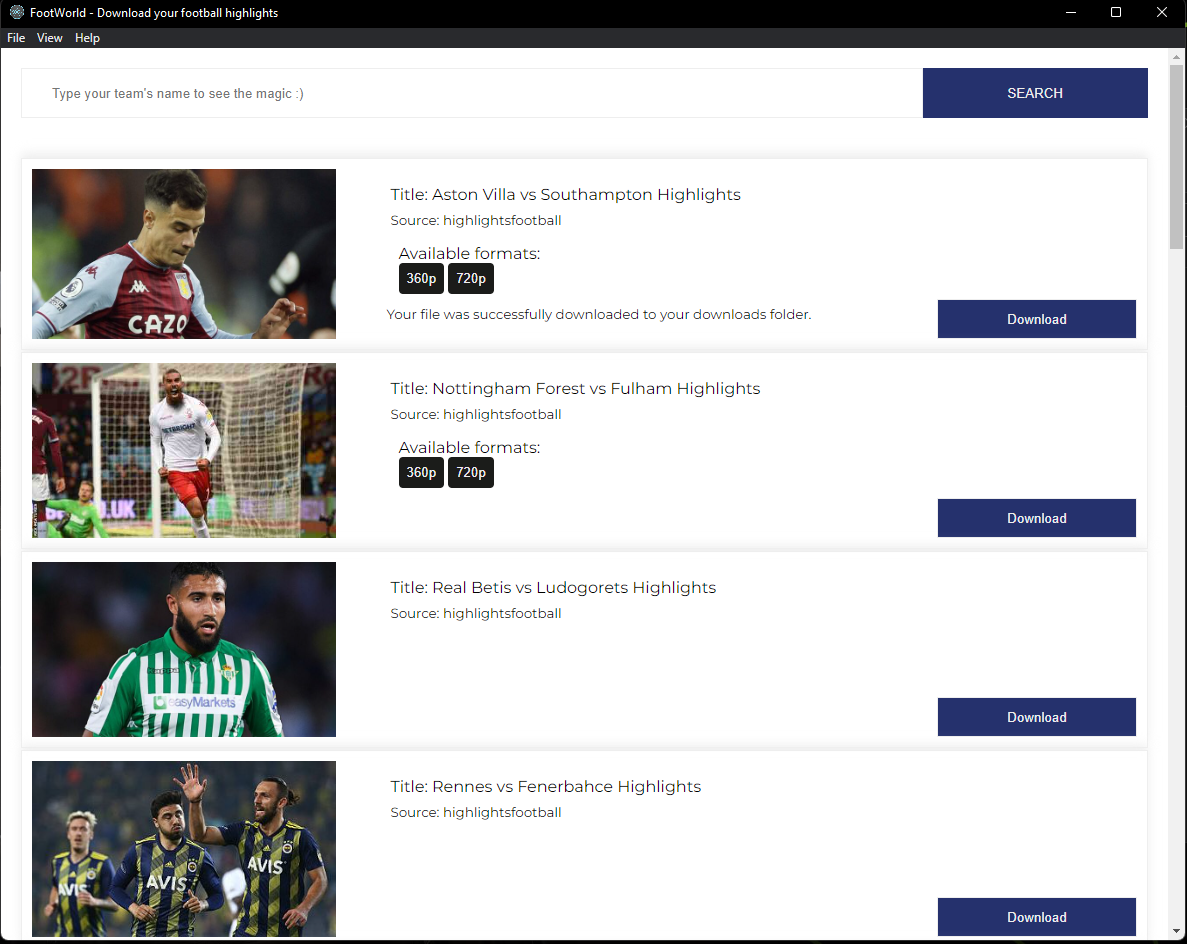 FootWorld - Download your football highlights
File View Help
Type your team's name to see the magic :)
SEARCH
Title: Aston Villa vs Southampton Highlights
Source: highlightsfootball
Available formats:
360p 720p
Your file was successfully downloaded to your downloads folder.
Download
CAZO
Title: Nottingham Forest vs Fulham Highlights
Source: highlightsfootball
Available formats:
360p 720p
Download
BETBRIGHT
.UK
Title: Real Betis vs Ludogorets Highlights
Source: highlightsfootball
Download
Kappa
easyMarkets
Title: Rennes vs Fenerbahce Highlights
Source: highlightsfootball
Download
AVIS
AVIS
AVIS